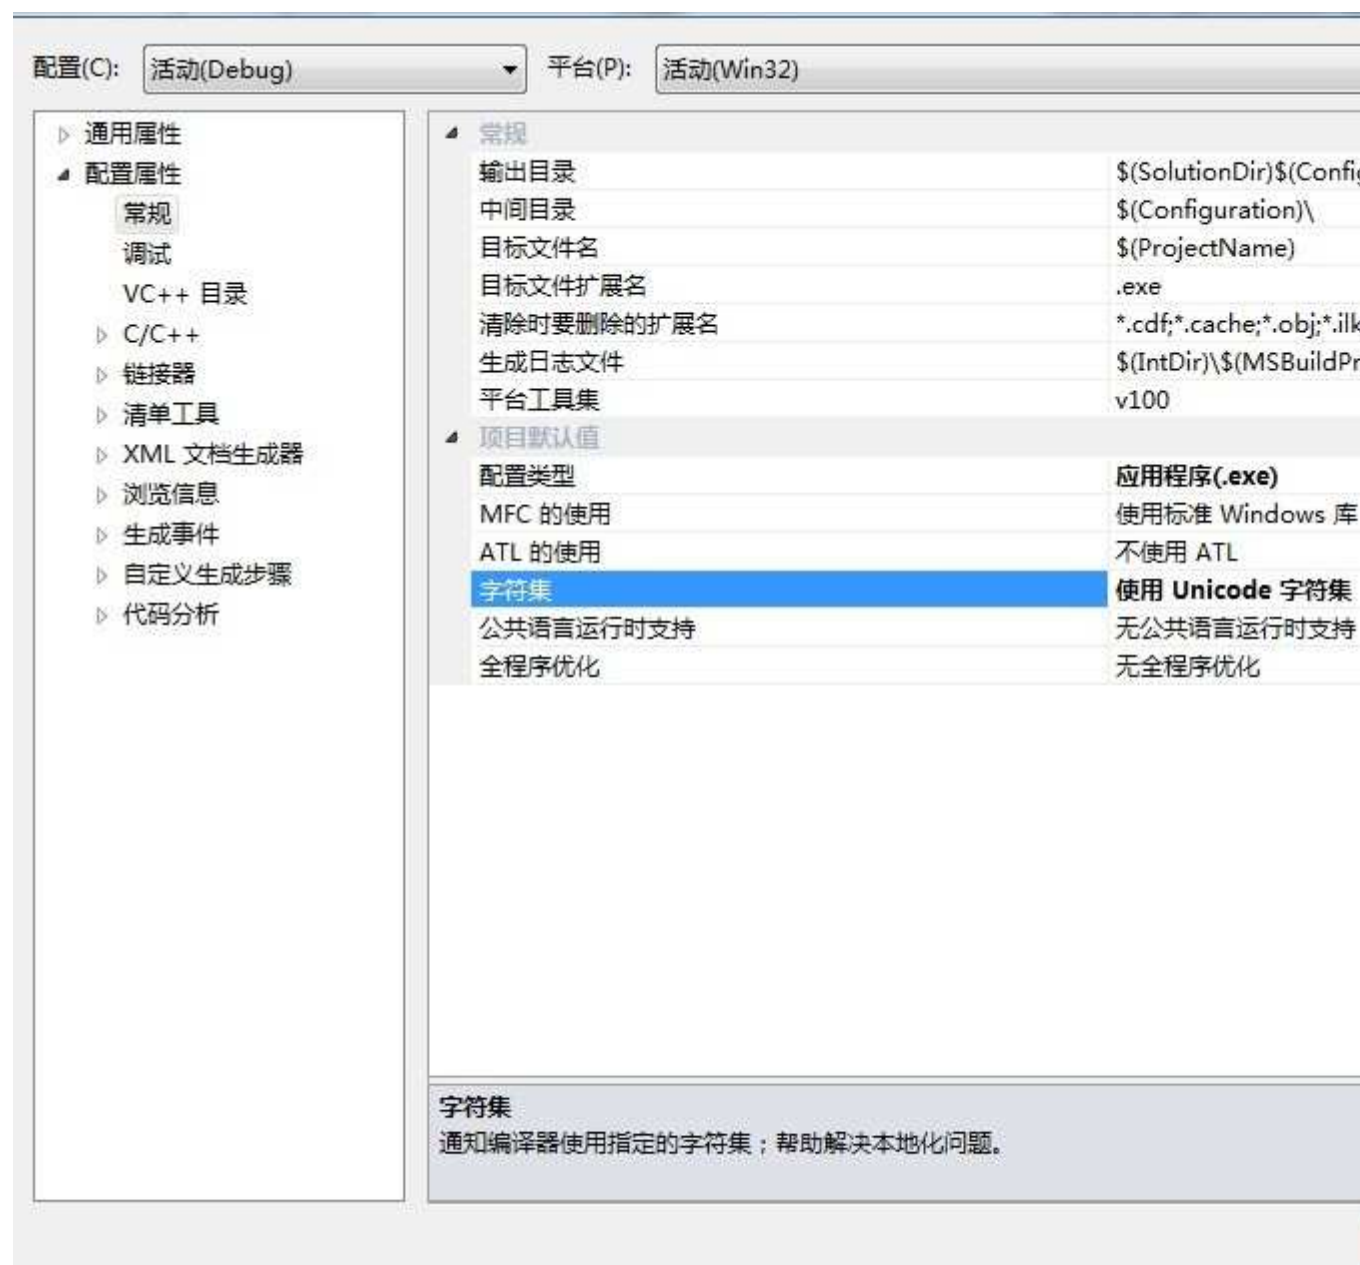 配置(C): 活动(Debug) 平台(P): 活动(Win32)
通用属性
配置属性
常规
调试
VC++ 目录
C/C++
链接器
清单工具
XML 文档生成器
浏览信息
生成事件
自定义生成步骤
代码分析
常规
输出目录 $(SolutionDir)$(Config
中间目录 $(Configuration)\
目标文件名 $(ProjectName)
目标文件扩展名 .exe
清除时要删除的扩展名 *.cdf;*.cache;*.obj;*.ilk
生成日志文件 $(IntDir)\$(MSBuildPr
平台工具集 v100
项目默认值
配置类型 应用程序(.exe)
MFC 的使用 使用标准 Windows 库
ATL 的使用 不使用 ATL
字符集 使用 Unicode 字符集
公共语言运行时支持 无公共语言运行时支持
全程序优化 无全程序优化
字符集
通知编译器使用指定的字符集；帮助解决本地化问题。